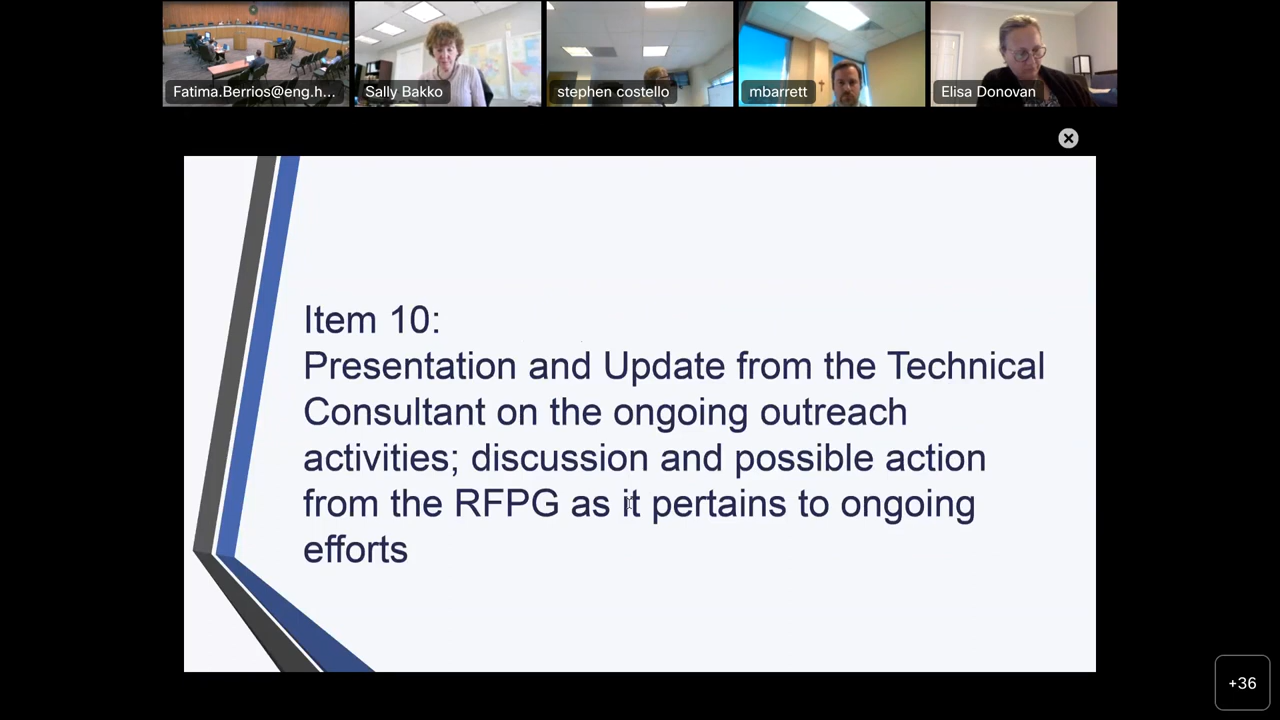 Fatima.Berrios@eng.h...
Sally Bakko
stephen costello
mbarrett
Elisa Donovan
Item 10:
Presentation and Update from the Technical
Consultant on the ongoing outreach
activities; discussion and possible action
from the RFPG as it pertains to ongoing
efforts
+36